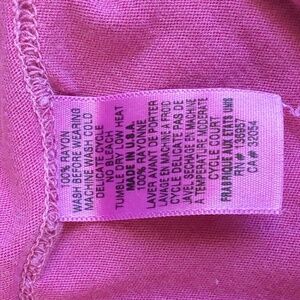 100% RAYON
WASH BEFORE WEARING
MACHINE WASH COLD
DELICATE CYCLE
NO BLEACH
TUMBLE DRY LOW HEAT
MADE IN U.S.A.
100% RAYONNE
LAVER AVANT DE PORTER
LAVAGE EN MACHINE A FROID
CYCLE DELICATE PAS DE
JAVEL SECHAGE EN MACHINE
A TEMPERATURE MODERATE
CYCLE COURT
FRABRIQUE AUX ETATS UNIS
RN# 136957
CA# 32054